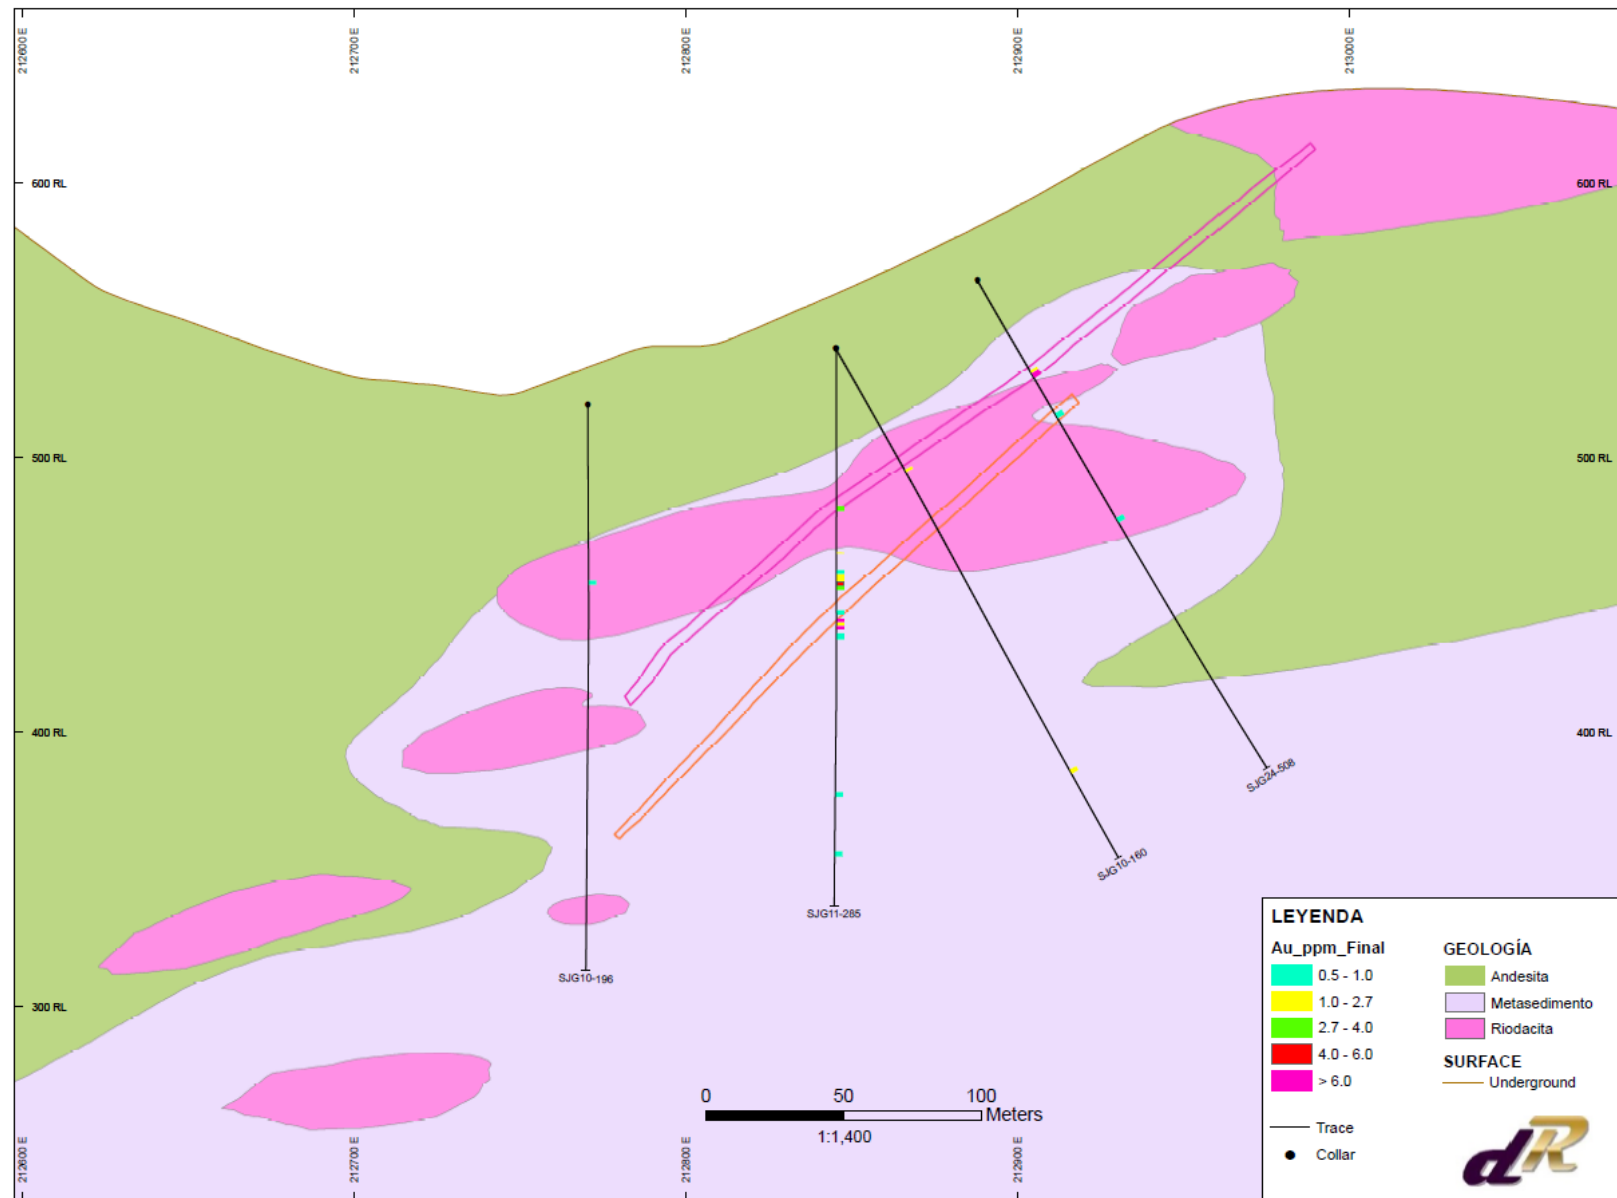 212600 E
212700 E
212800 E
212900 E
213000 E
600 RL
600 RL
500 RL
500 RL
400 RL
400 RL
300 RL
SJG24-508
SJG10-160
SJG11-285
SJG10-196
LEYENDA
Au_ppm_Final
0.5 - 1.0
1.0 - 2.7
2.7 - 4.0
4.0 - 6.0
> 6.0
Trace
Collar
GEOLOGÍA
Andesita
Metasedimento
Riodacita
SURFACE
Underground
dR
0 50 100
Meters
1:1,400
212600 E
212700 E
212800 E
212900 E